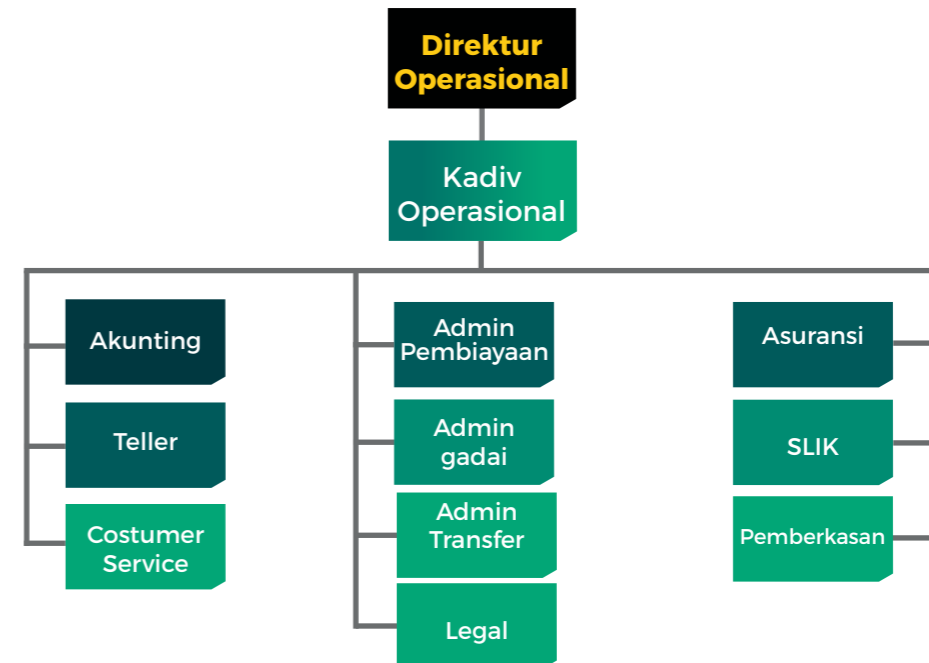 Direktur
Operasional
Kadiv
Operasional
Akunting
Teller
Costumer
Service
Admin
Pembiayaan
Admin
gadai
Admin
Transfer
Legal
Asuransi
SLIK
Pemberkasan